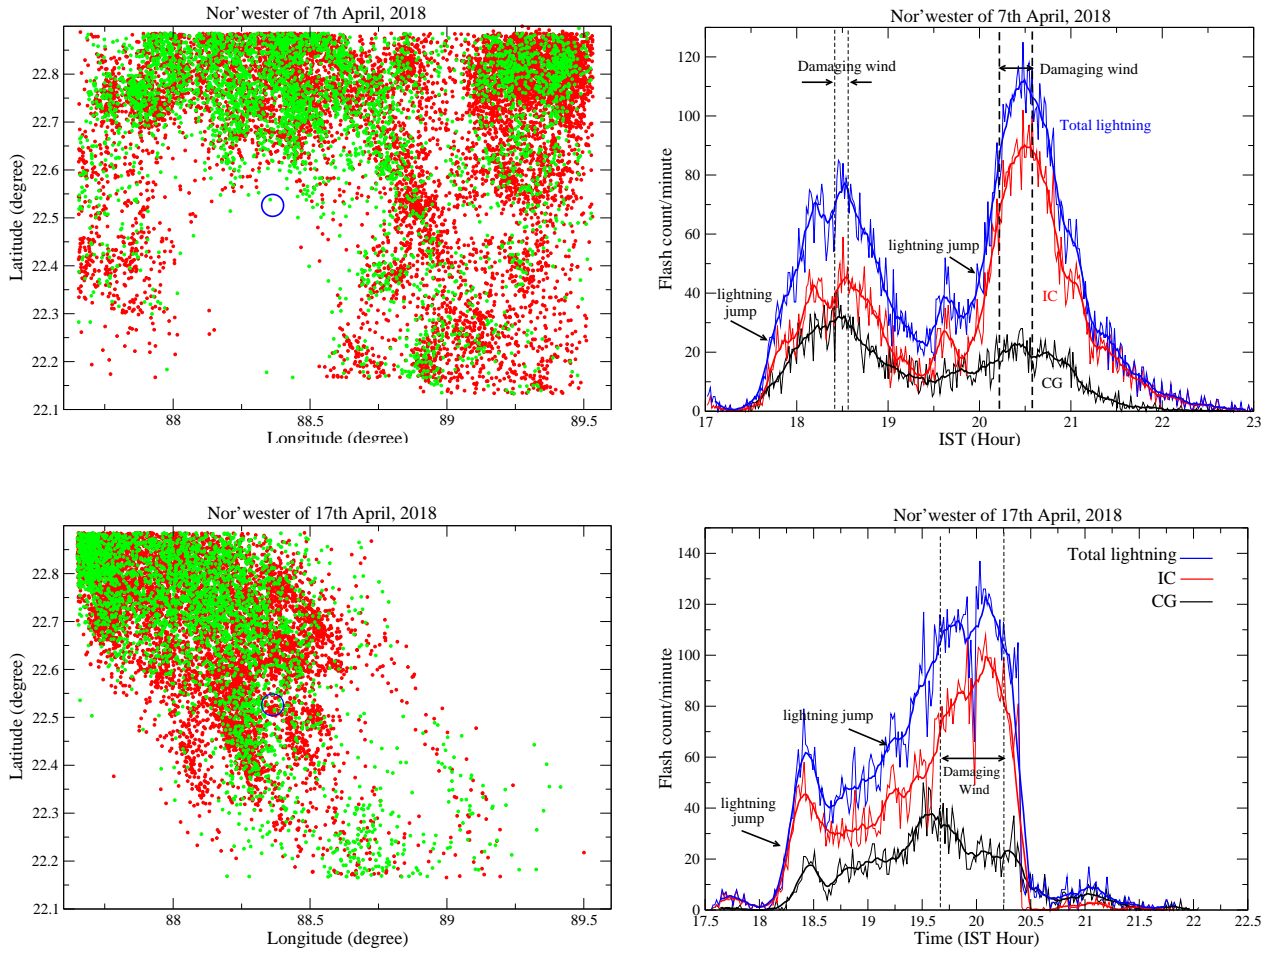 Nor'wester of 7th April, 2018
22.8
22.7
22.6
22.5
22.4
22.3
22.2
22.1
Latitude (degree)
88
88.5
89
89.5
Longitude (degree)
Nor'wester of 7th April, 2018
120
100
80
60
40
20
0
Flash count/minute
Damaging wind
Damaging wind
Total lightning
lightning jump
lightning
jump
IC
CG
17
18
19
20
21
22
23
IST (Hour)
Nor'wester of 17th April, 2018
22.8
22.7
22.6
22.5
22.4
22.3
22.2
22.1
Latitude (degree)
88
88.5
89
89.5
Longitude (degree)
Nor'wester of 17th April, 2018
140
120
100
80
60
40
20
0
Flash count/minute
Total lightning
IC
CG
lightning jump
Damaging
Wind
lightning
jump
17.5
18
18.5
19
19.5
20
20.5
21
21.5
22
22.5
Time (IST Hour)